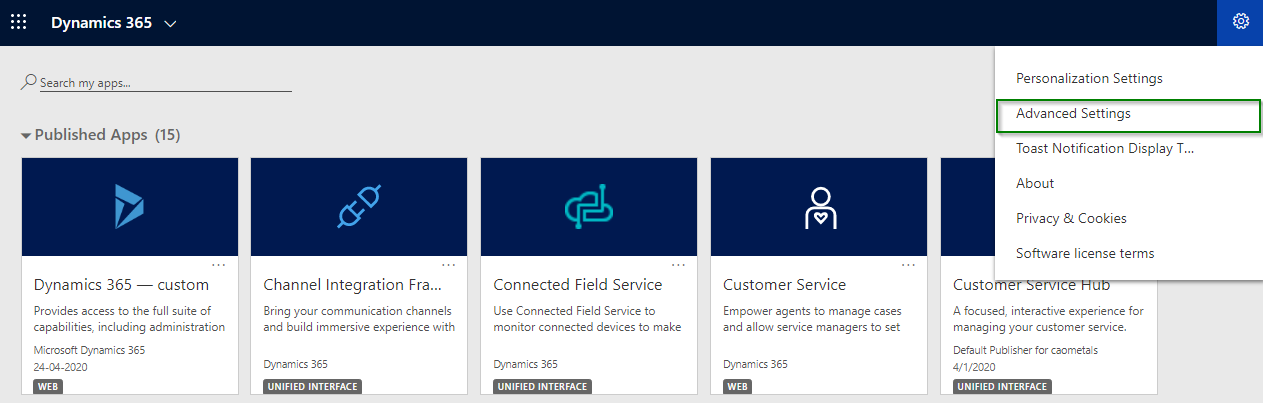 Dynamics 365
Search my apps...
Personalization Settings
Advanced Settings
Toast Notification Display T...
About
Privacy & Cookies
Software license terms
Published Apps (15)
Dynamics 365 — custom
Provides access to the full suite of
capabilities, including administration
Microsoft Dynamics 365
24-04-2020
WEB
Channel Integration Fra...
Bring your communication channels
and build immersive experience with
Dynamics 365
UNIFIED INTERFACE
Connected Field Service
Use Connected Field Service to
monitor connected devices to make
Dynamics 365
UNIFIED INTERFACE
Customer Service
Empower agents to manage cases
and allow service managers to set
Dynamics 365
WEB
Customer Service Hub
A focused, interactive experience for
managing your customer service.
Default Publisher for caometals
4/1/2020
UNIFIED INTERFACE